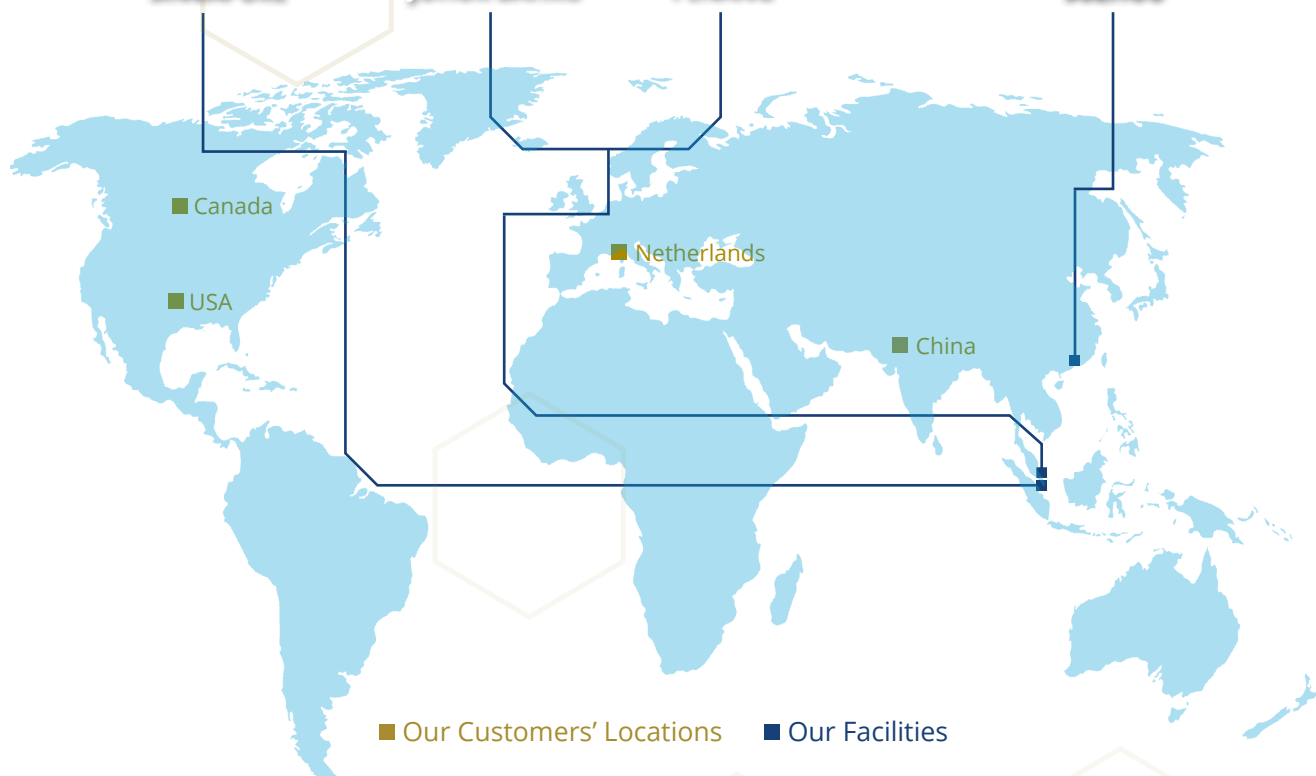 Canada
Netherlands
USA
China
Our Customers’ Locations
Our Facilities